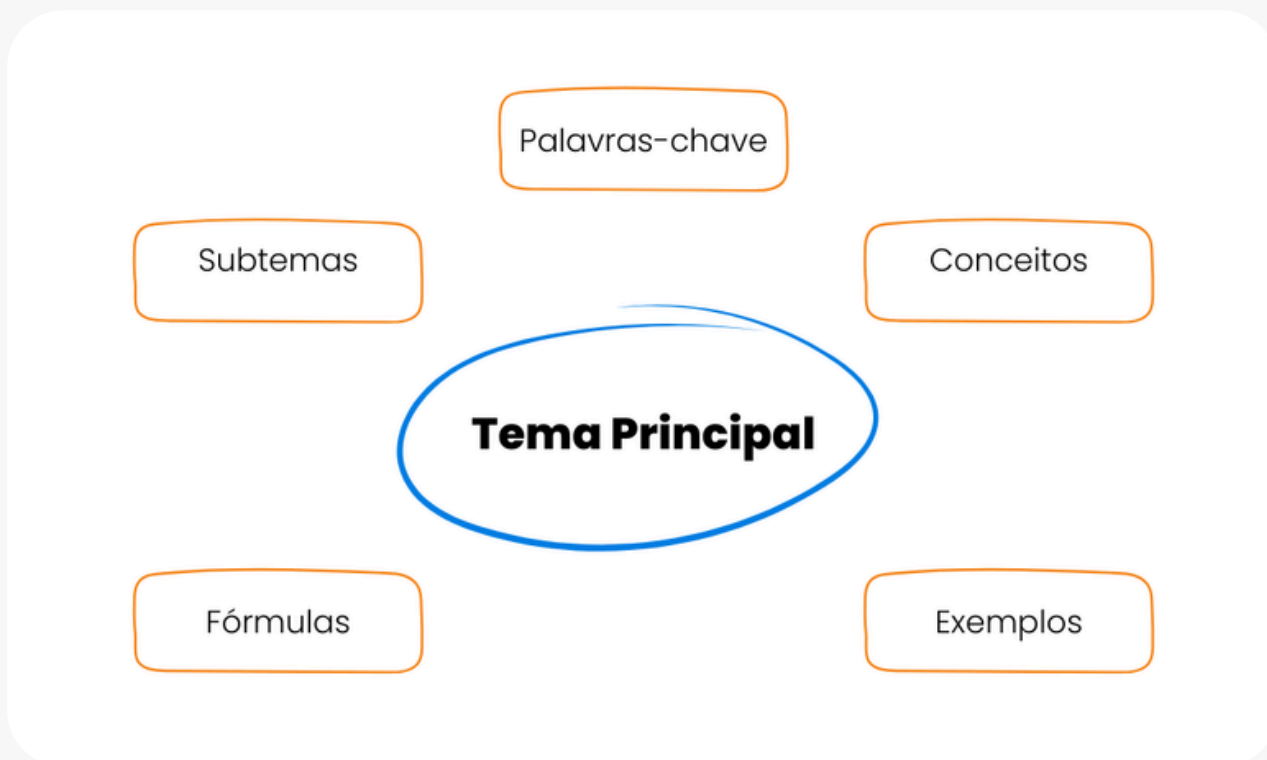 Palavras-chave
Subtemas
Conceitos
Tema Principal
Fórmulas
Exemplos